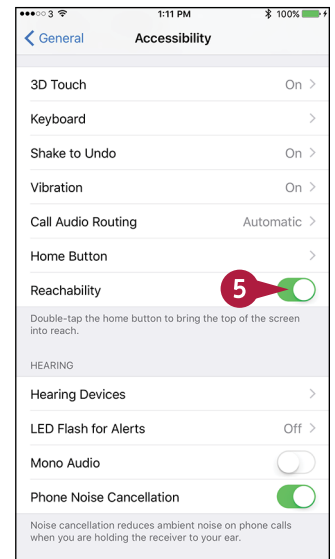 3 1:11 PM 100%
General Accessibility
3D Touch On
Keyboard
Shake to Undo On
Vibration On
Call Audio Routing Automatic
Home Button
Reachability 5
Double-tap the home button to bring the top of the screen
into reach.
HEARING
Hearing Devices
LED Flash for Alerts Off
Mono Audio
Phone Noise Cancellation
Noise cancellation reduces ambient noise on phone calls
when you are holding the receiver to your ear.